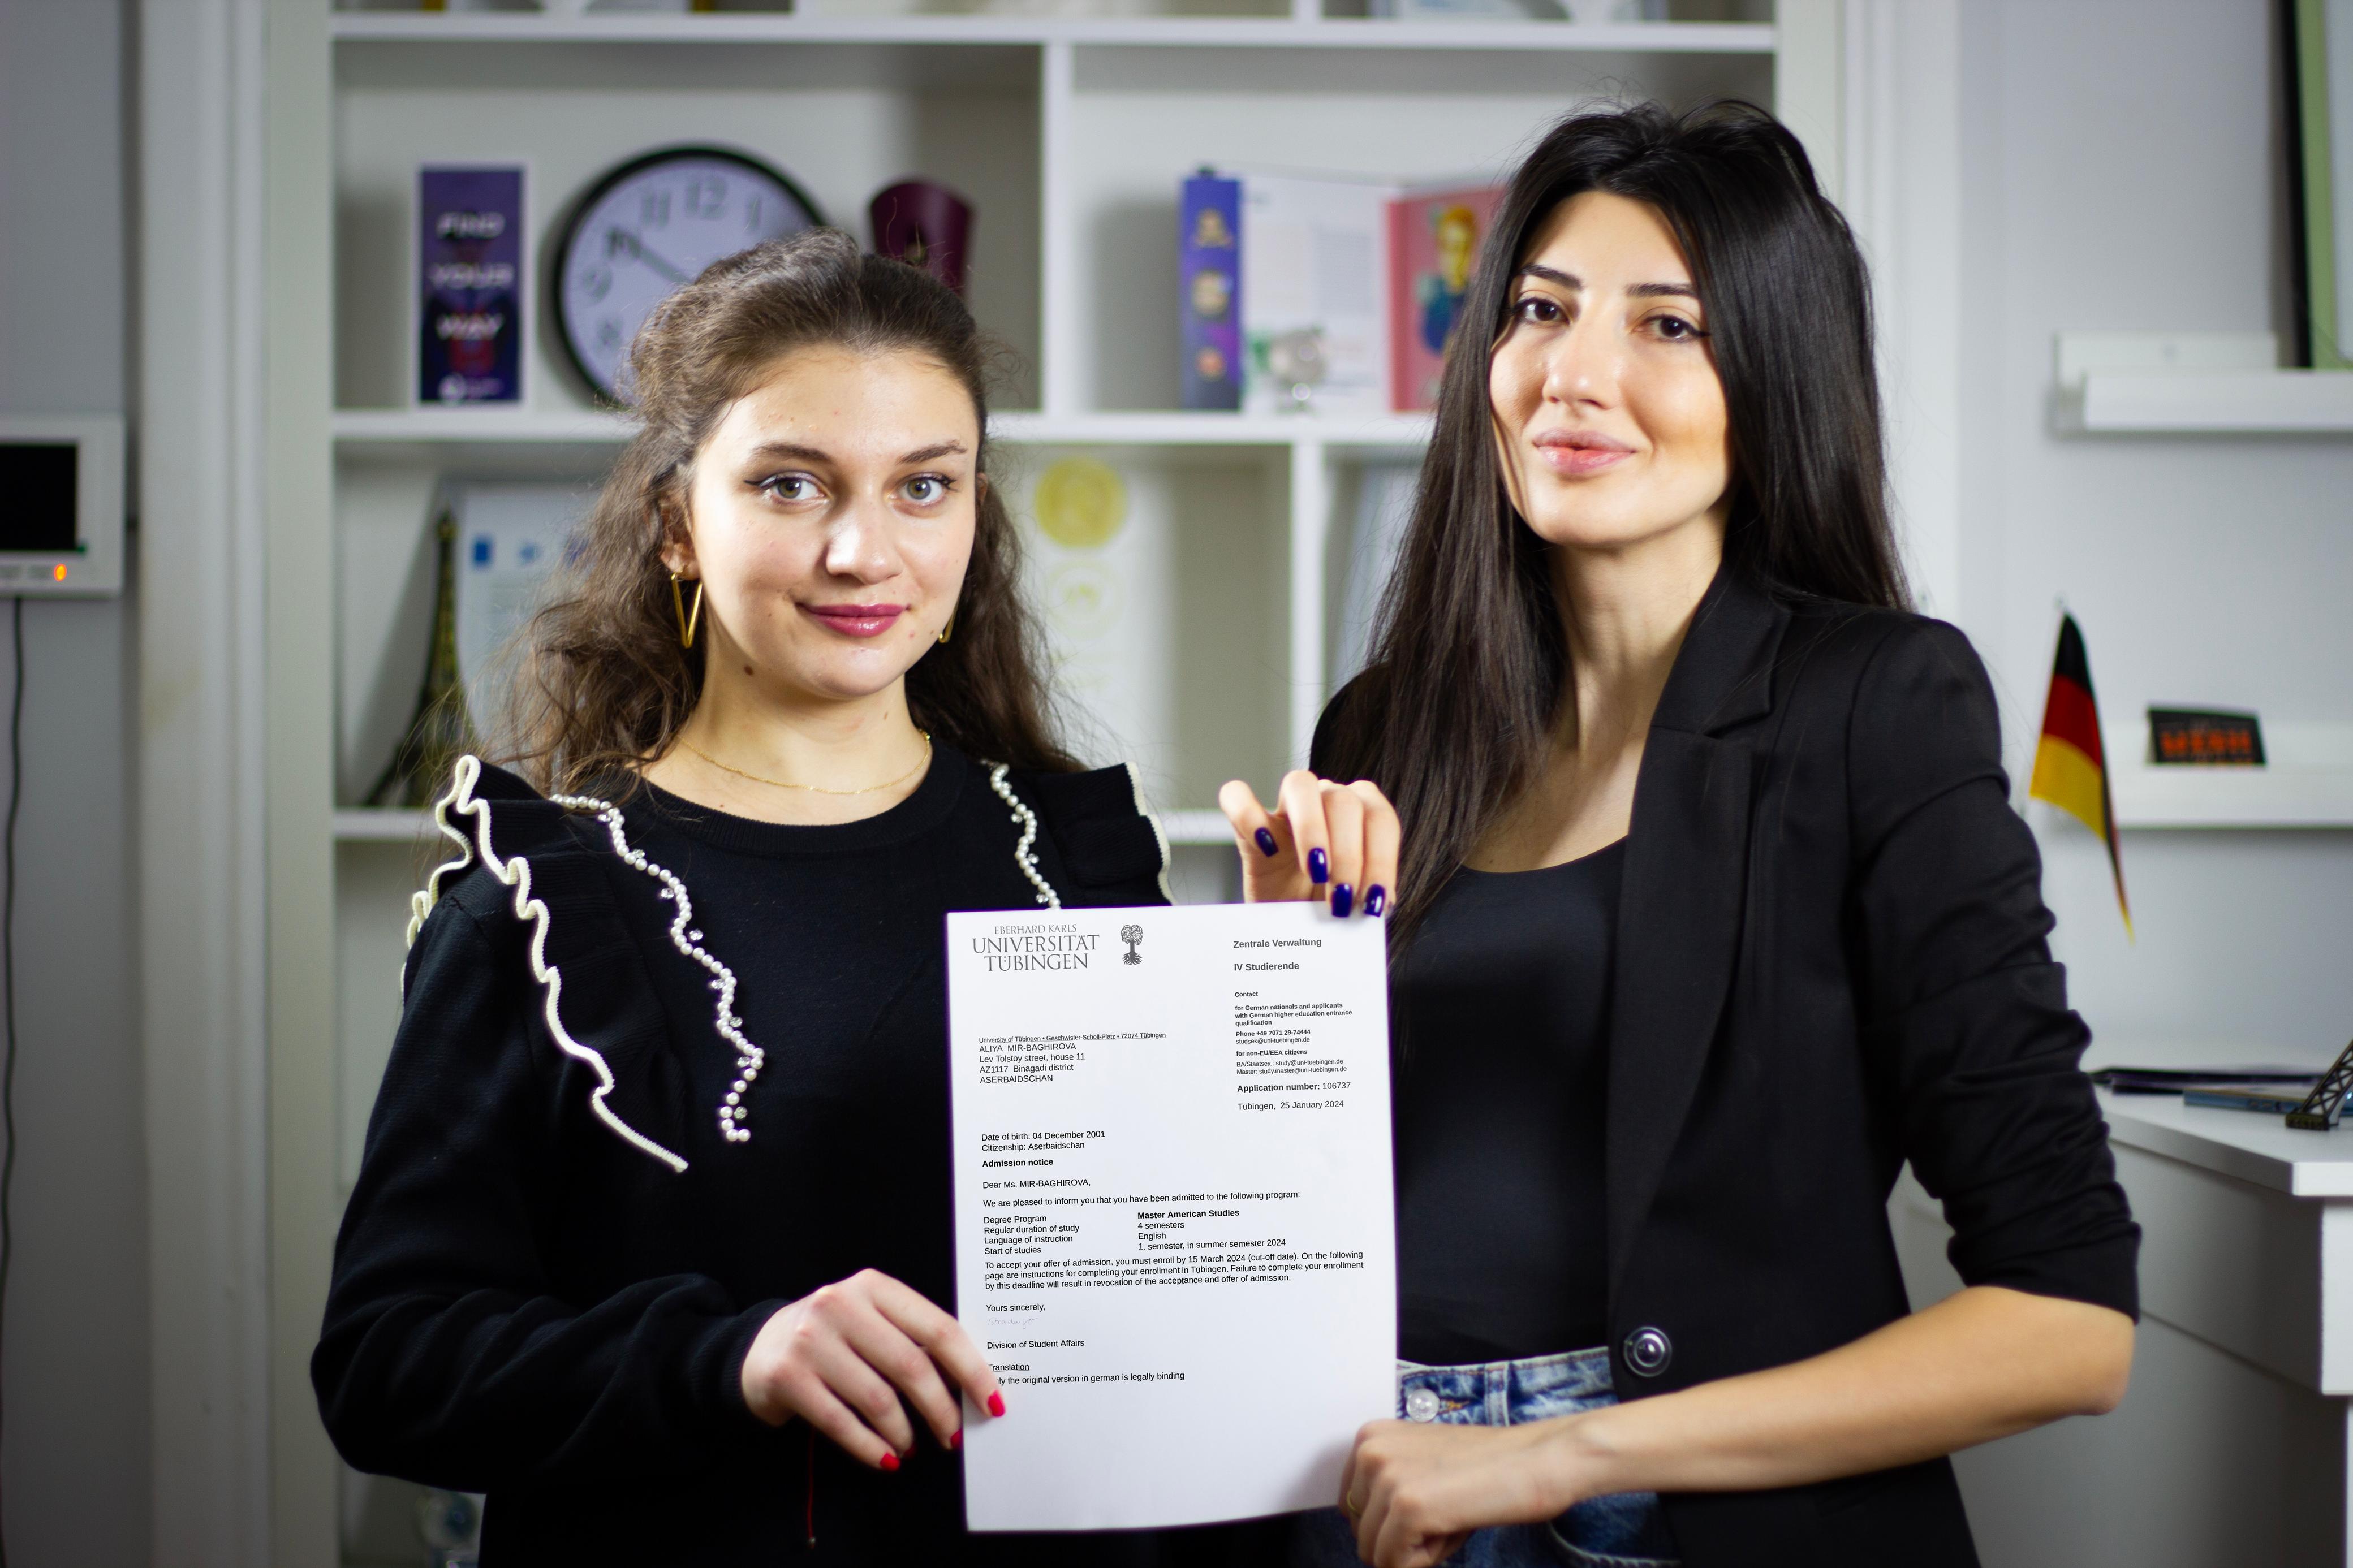 FIND
YOUR
WAY
11 12 1
10
9
8
EBERHARD KARLS
UNIVERSITÄT
TÜBINGEN
Zentrale Verwaltung
IV Studierende
Contact
for German nationals and applicants
with German higher education entrance
qualification
Phone +49 7071 29-74444
studsek@uni-tuebingen.de
for non-EU/EEA citizens
BA/Staatsex.: study@uni-tuebingen.de
Master: study.master@uni-tuebingen.de
Application number: 106737
Tübingen, 25 January 2024
University of Tübingen • Geschwister-Scholl-Platz • 72074 Tübingen
ALIYA MIR-BAGHIROVA
Lev Tolstoy street, house 11
AZ1117 Binagadi district
ASERBAIDSCHAN
Date of birth: 04 December 2001
Citizenship: Aserbaidschan
Admission notice
Dear Ms. MIR-BAGHIROVA,
We are pleased to inform you that you have been admitted to the following program:
Degree Program Master American Studies
Regular duration of study 4 semesters
Language of instruction English
Start of studies 1. semester, in summer semester 2024
To accept your offer of admission, you must enroll by 15 March 2024 (cut-off date). On the following
page are instructions for completing your enrollment in Tübingen. Failure to complete your enrollment
by this deadline will result in revocation of the acceptance and offer of admission.
Yours sincerely,
Division of Student Affairs
Translation
the original version in german is legally binding